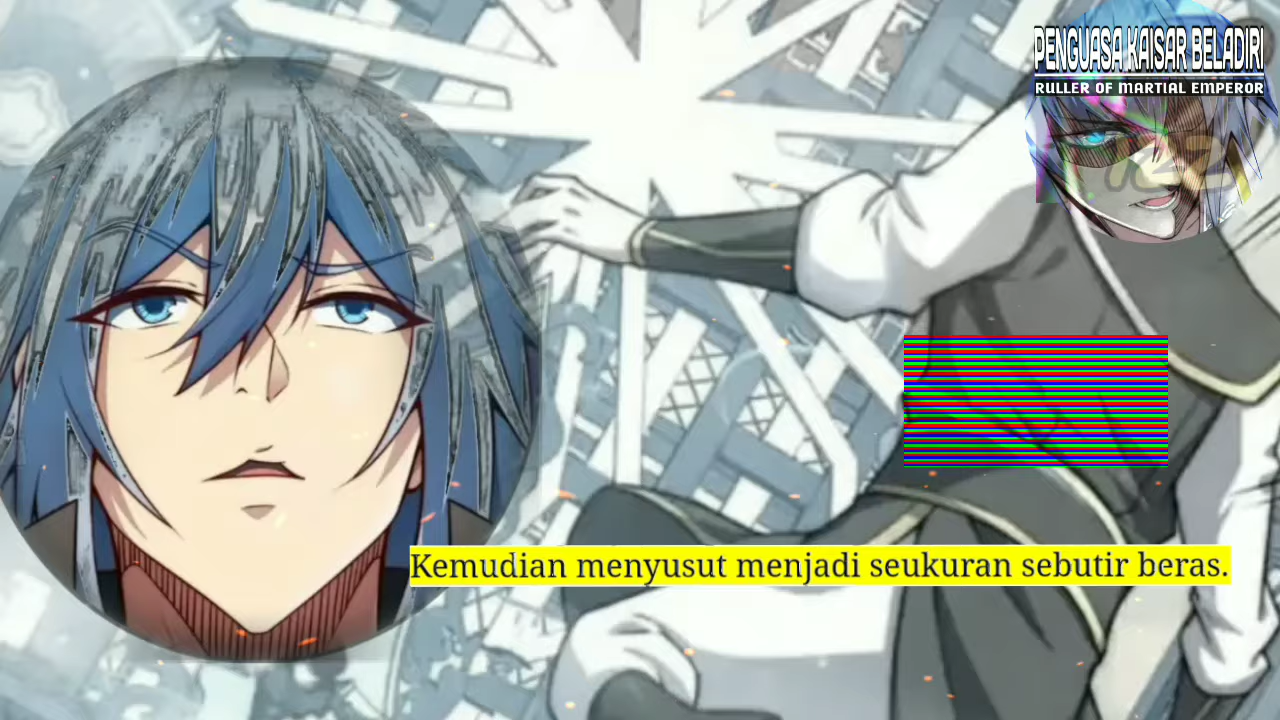 PENGUASA KAISAR BELADIRI
RULLER OF MARTIAL EMPEROR
Kemudian menyusut menjadi seukuran sebutir beras.